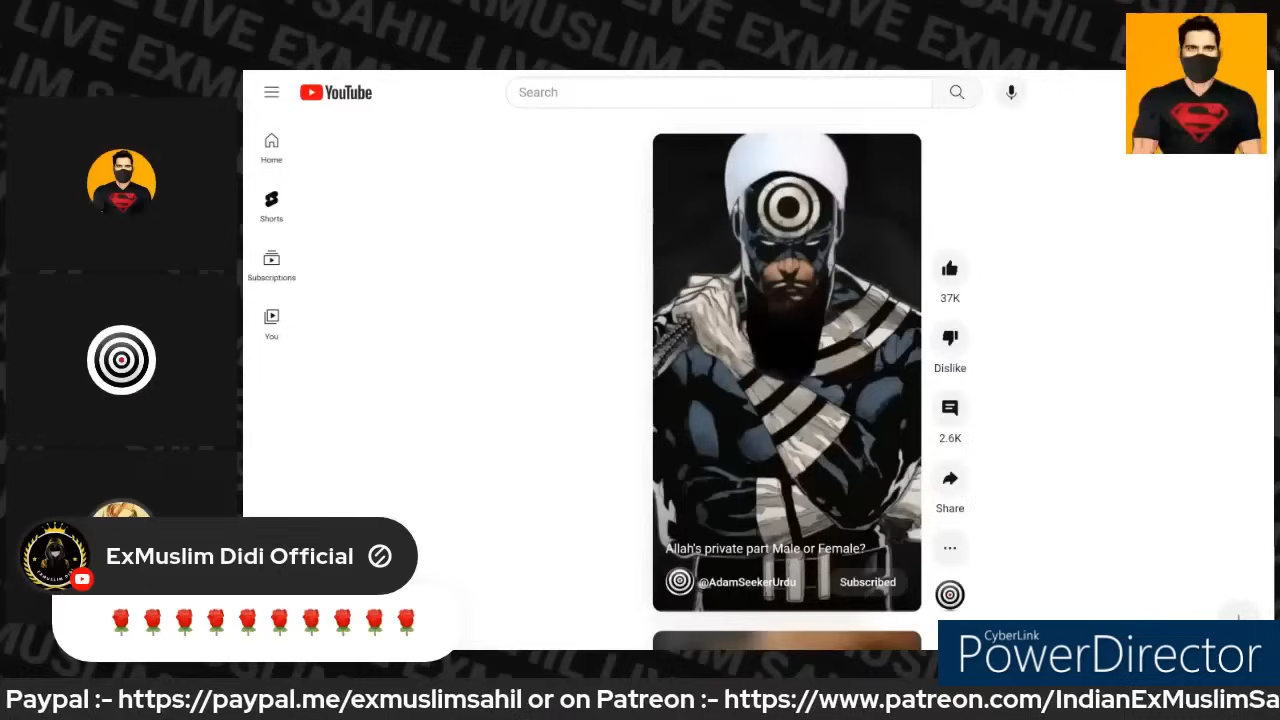 YouTube
Search
Home
Shorts
Subscriptions
You
37K
Dislike
2.6K
Share
Allah's private part Male or Female?
@AdamSeekerUrdu
Subscribed
ExMuslim Didi Official
CyberLink
PowerDirector
Paypal :- https://paypal.me/exmuslimsahil or on Patreon :- https://www.patreon.com/IndianExMuslimSa